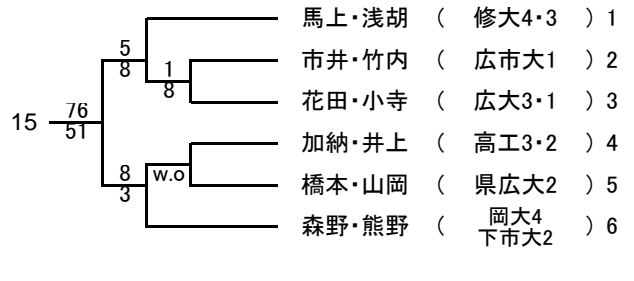 馬上・浅胡 （ 修大4・3 ） 1
5
8
市井・竹内 （ 広市大1 ） 2
1
8
花田・小寺 （ 広大3・1 ） 3
15
76
51
加納・井上 （ 高工3・2 ） 4
8
3
w.o
橋本・山岡 （ 県広大2 ） 5
森野・熊野 （ 岡大4 ） 6
下市大2